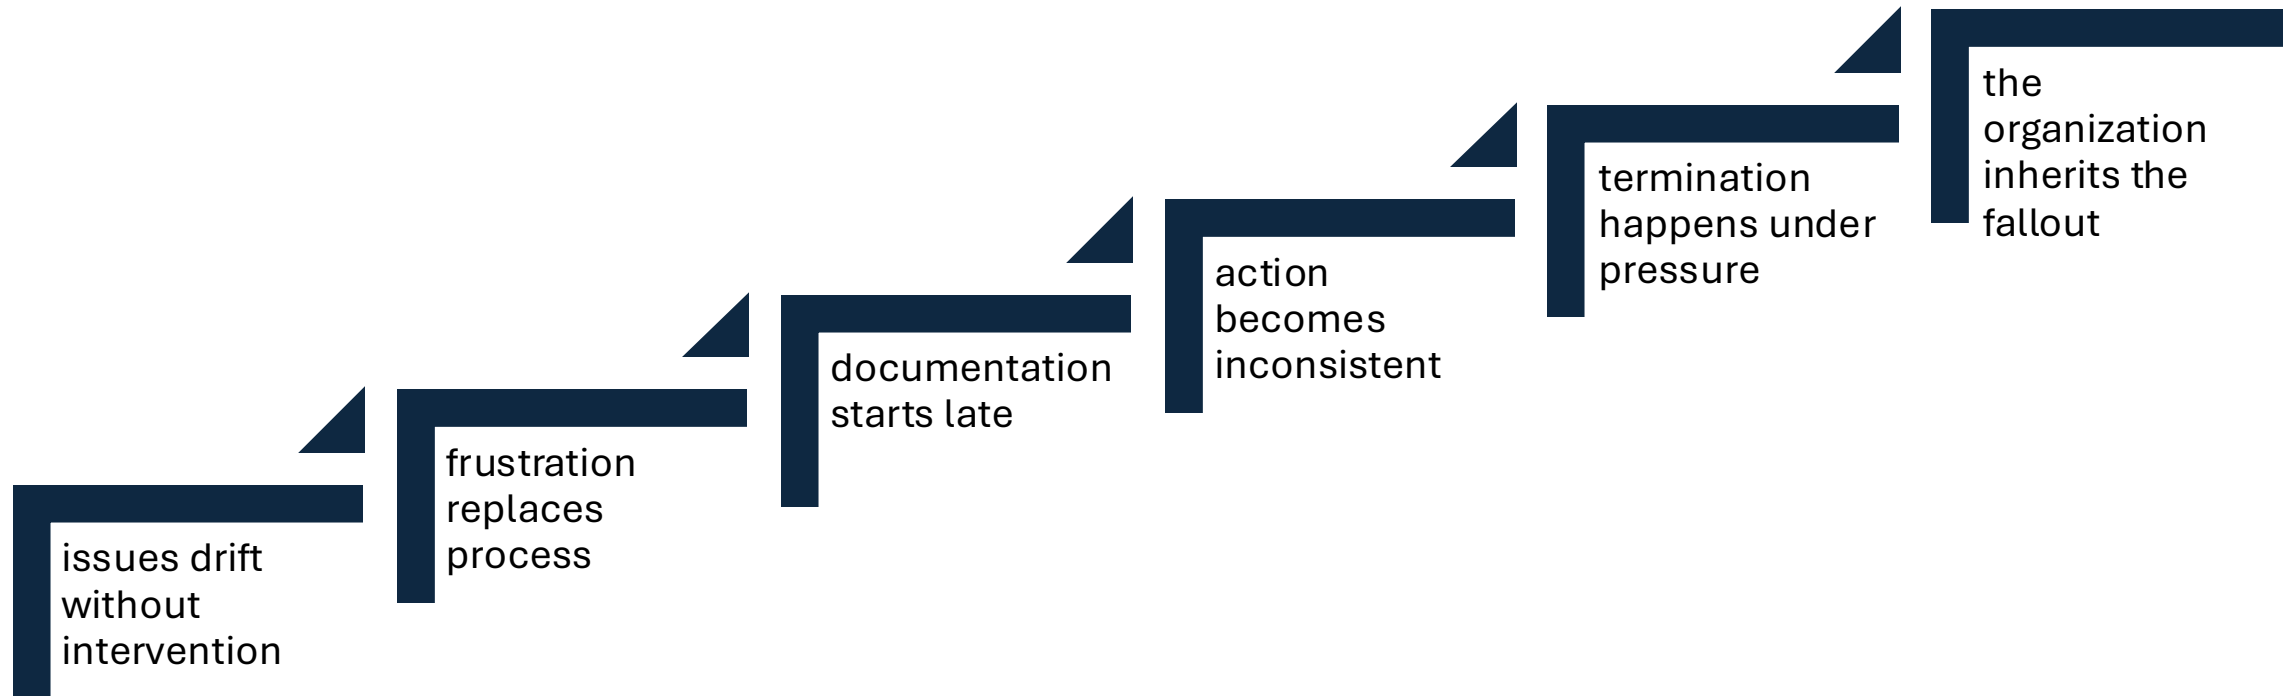 issues drift
without
intervention
frustration
replaces
process
documentation
starts late
action
becomes
inconsistent
termination
happens under
pressure
the
organization
inherits the
fallout